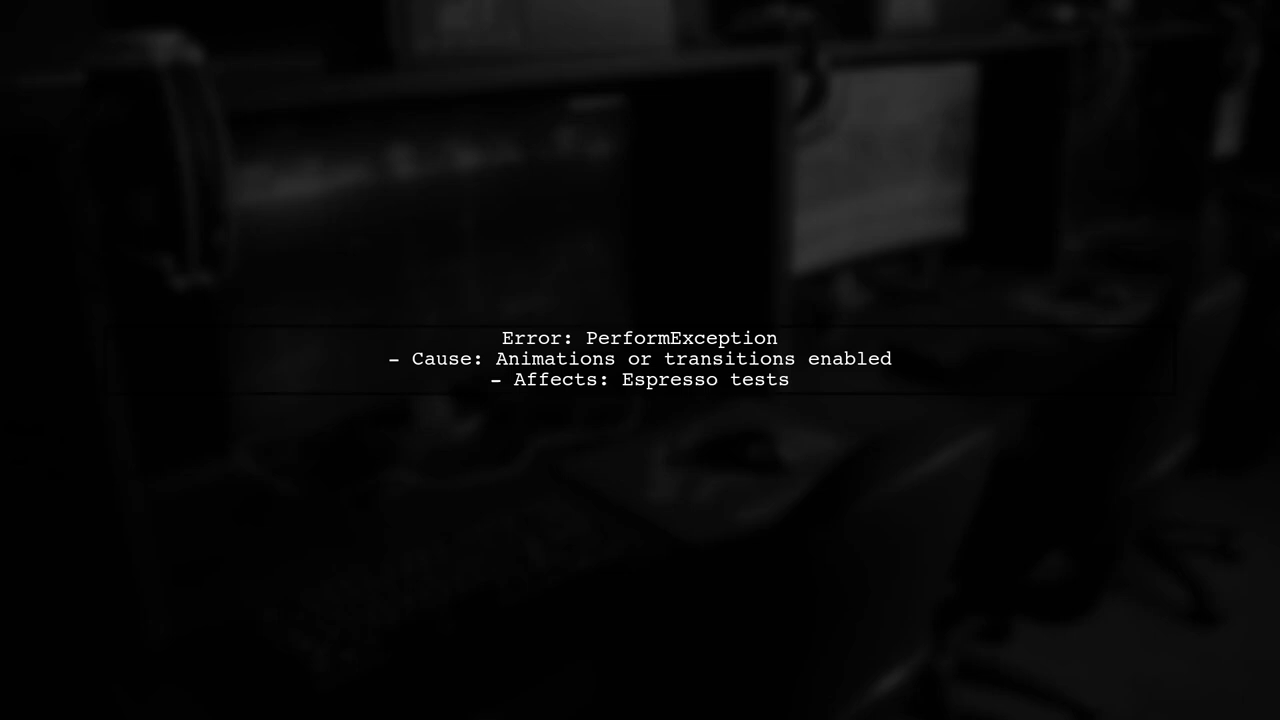 Error: PerformException
- Cause: Animations or transitions enabled
- Affects: Espresso tests